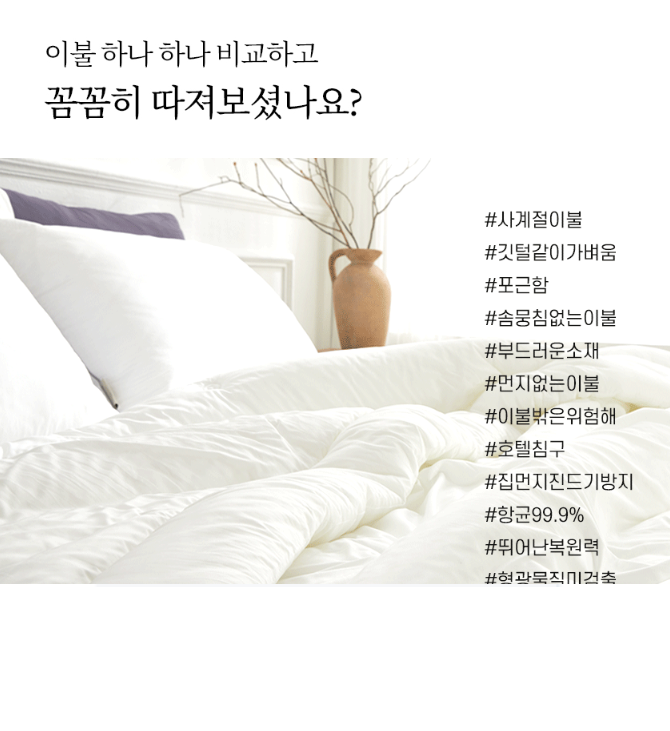 이불 하나 하나 비교하고
꼼꼼히 따져보셨나요?
#사계절이불
#깃털같이가벼움
#포근함
#솜뭉침없는이불
#부드러운소재
#먼지없는이불
#이불밖은위험해
#호텔침구
#집먼지진드기방지
#항균99.9%
#뛰어난복원력
#형광물질미검출